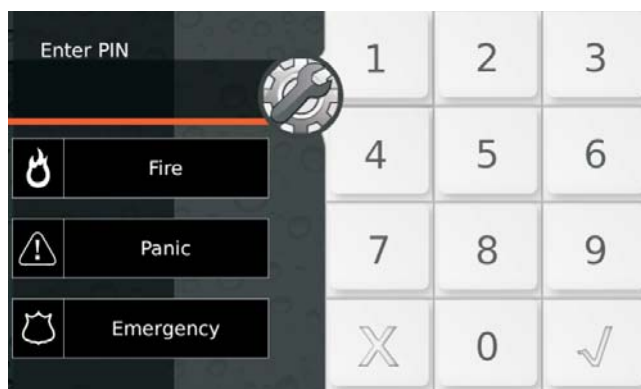 Enter PIN
Fire
Panic
Emergency
1 2 3
4 5 6
7 8 9
X 0 √